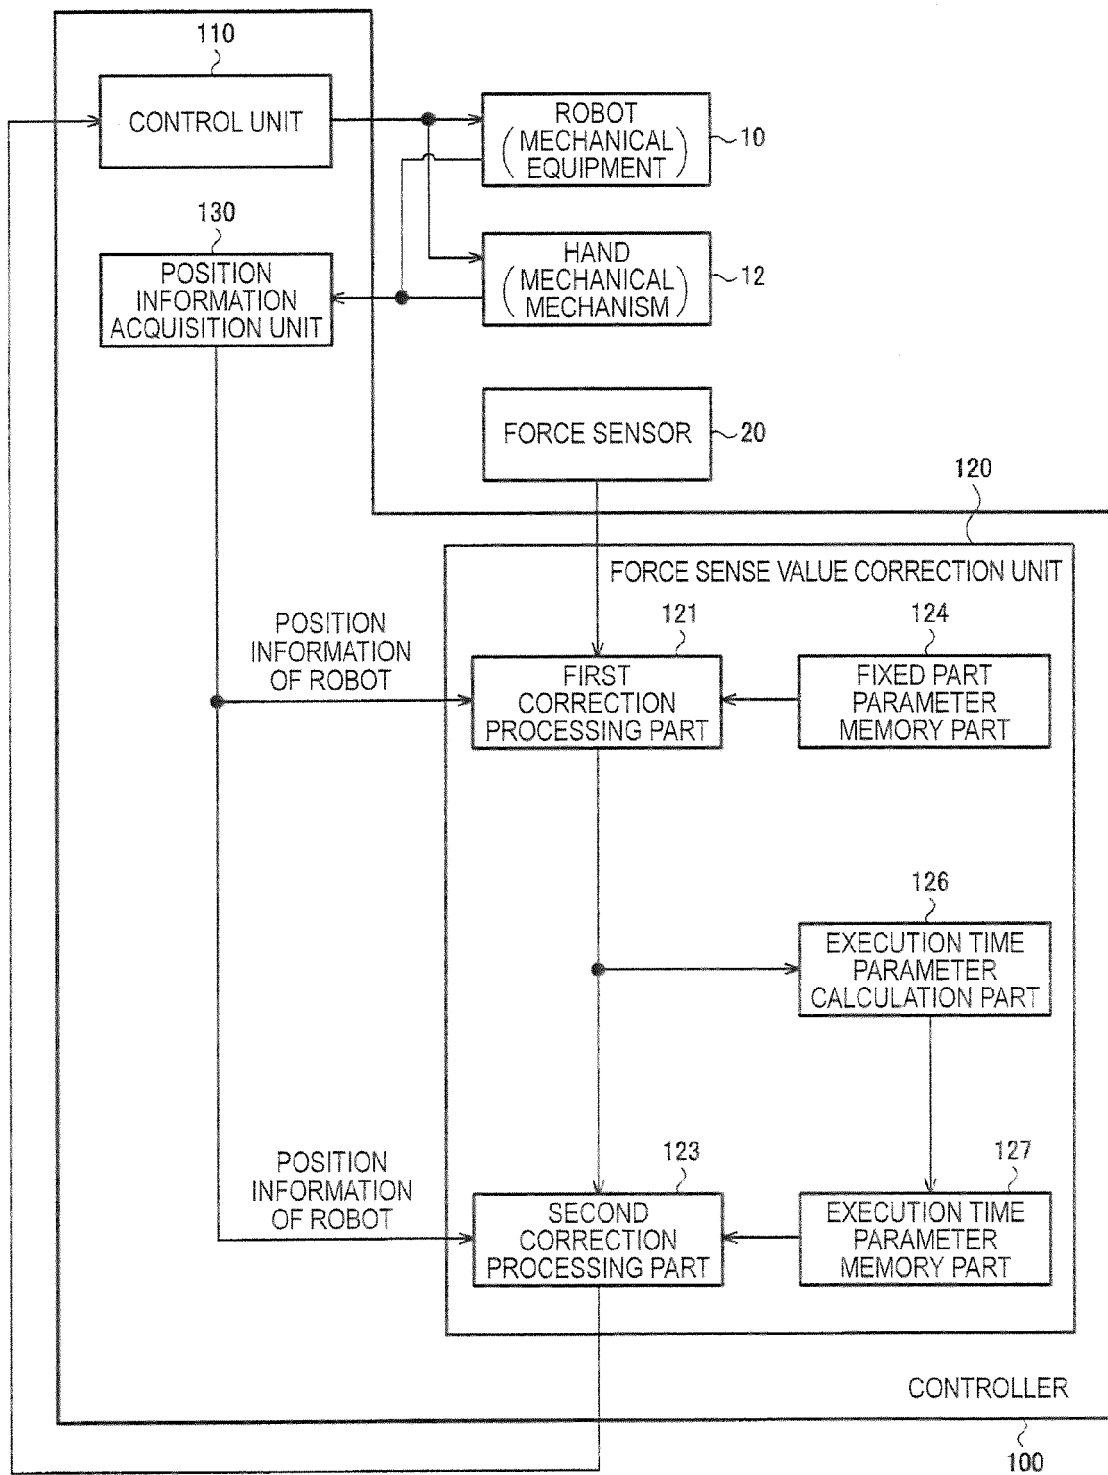 110
CONTROL UNIT
ROBOT
(MECHANICAL)
EQUIPMENT
10
130
POSITION
INFORMATION
ACQUISITION UNIT
HAND
(MECHANICAL)
MECHANISM
12
FORCE SENSOR
20
120
FORCE SENSE VALUE CORRECTION UNIT
POSITION
INFORMATION
OF ROBOT
121
FIRST
CORRECTION
PROCESSING PART
124
FIXED PART
PARAMETER
MEMORY PART
126
EXECUTION TIME
PARAMETER
CALCULATION PART
POSITION
INFORMATION
OF ROBOT
123
SECOND
CORRECTION
PROCESSING PART
127
EXECUTION TIME
PARAMETER
MEMORY PART
CONTROLLER
100